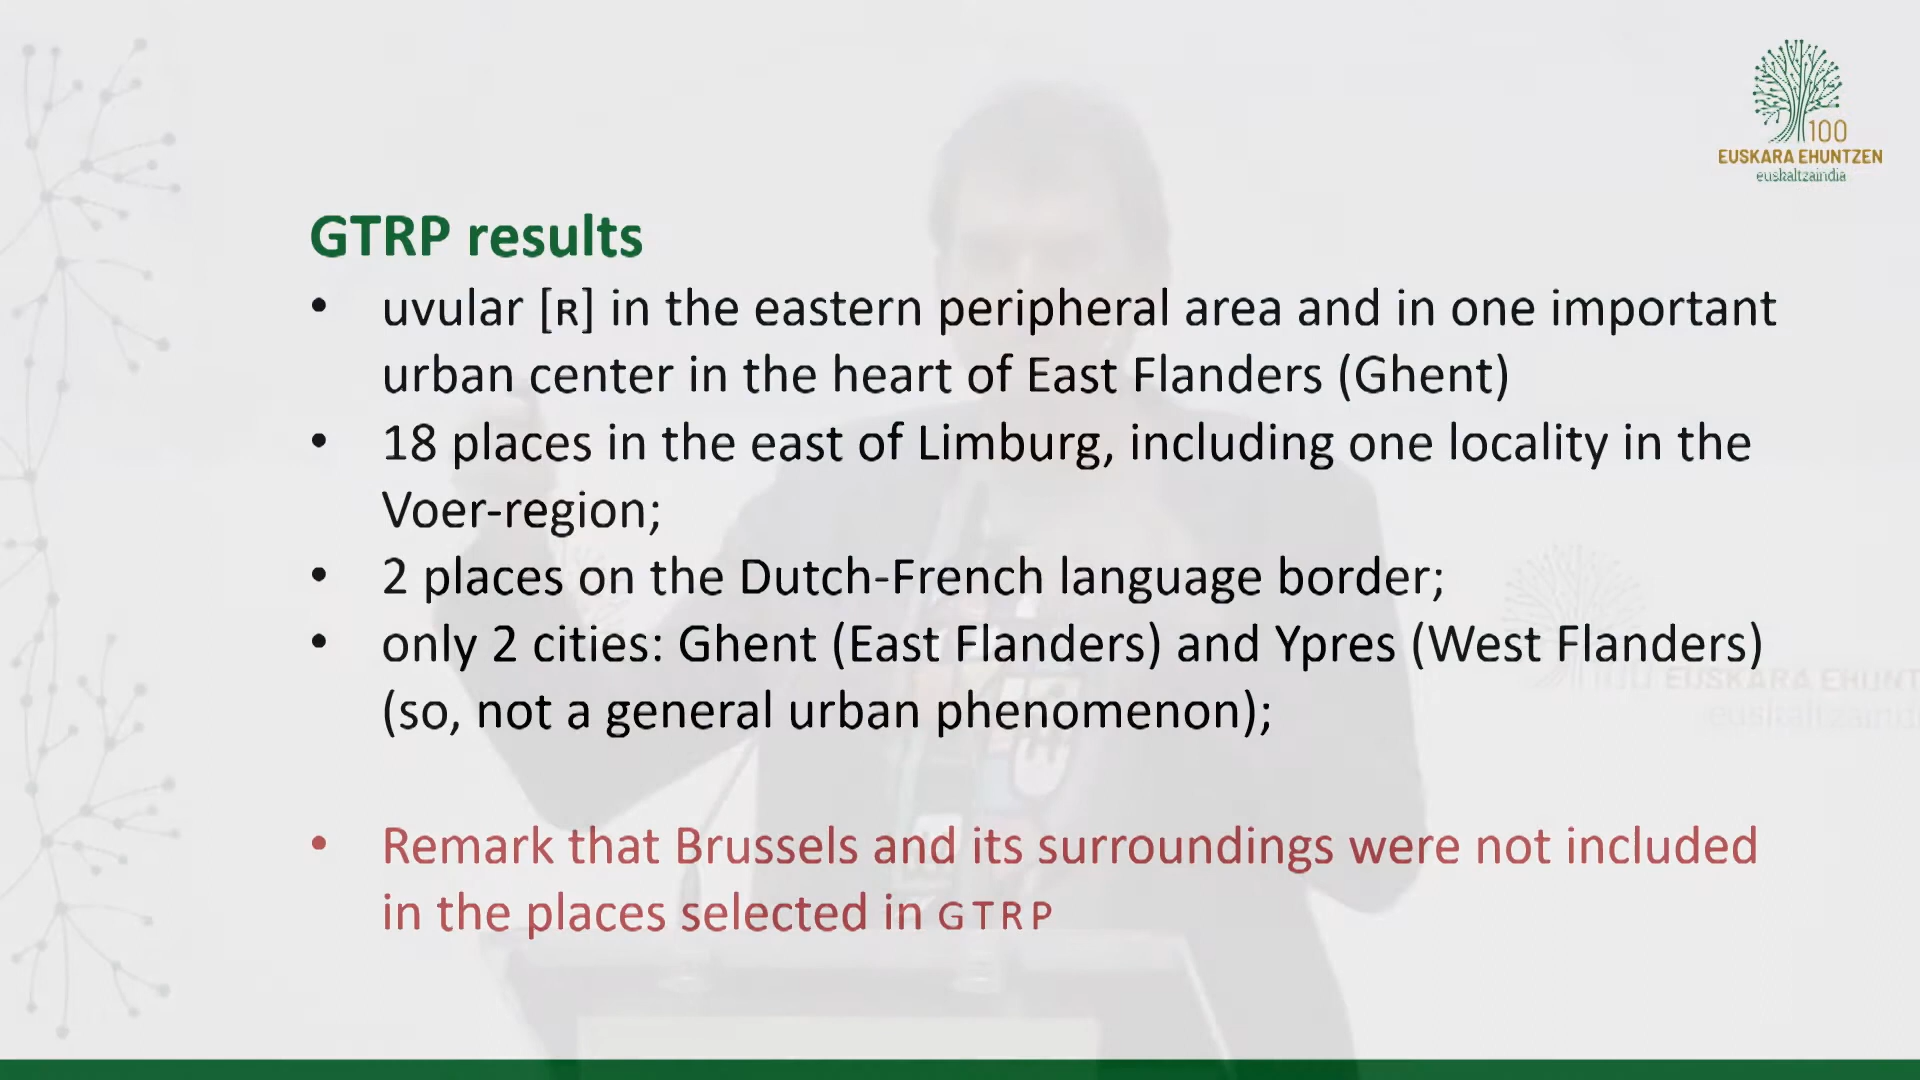 100
EUSKARA EHUNTZEN
euskaltzaindia
GTRP results
• uvular [ʀ] in the eastern peripheral area and in one important
urban center in the heart of East Flanders (Ghent)
• 18 places in the east of Limburg, including one locality in the
Voer-region;
• 2 places on the Dutch-French language border;
• only 2 cities: Ghent (East Flanders) and Ypres (West Flanders)
(so, not a general urban phenomenon);
100 EUSKARA EHUNT
euskaltzaindi
• Remark that Brussels and its surroundings were not included
in the places selected in GTRP